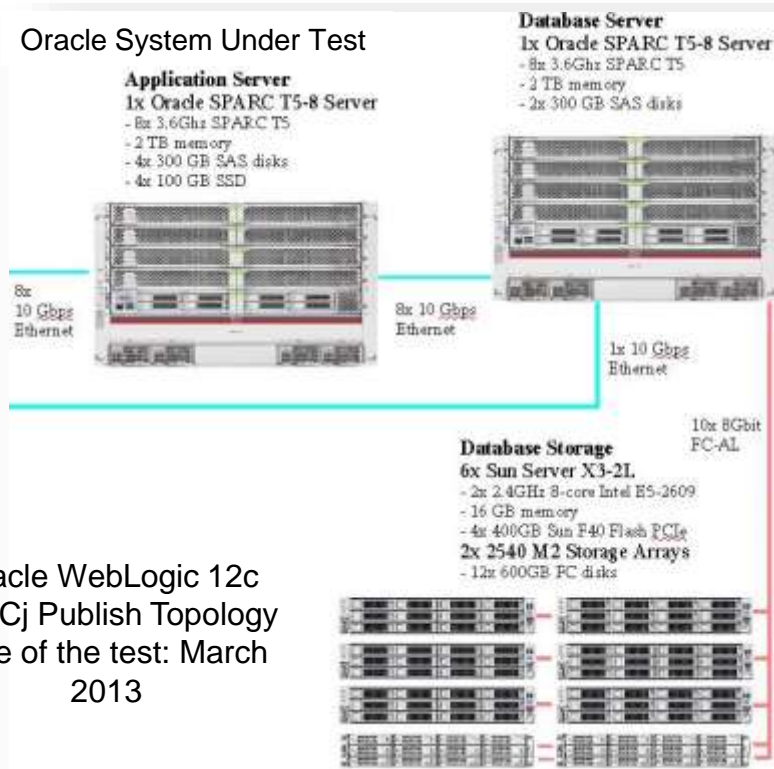 Oracle System Under Test
Application Server
1x Oracle SPARC T5-8 Server
- 8x 3.6Ghz SPARC T5
- 2 TB memory
- 4x 300 GB SAS disks
- 4x 100 GB SSD
Database Server
1x Oracle SPARC T5-8 Server
- 8x 3.6Ghz SPARC T5
- 2 TB memory
- 2x 300 GB SAS disks
8x
10 Gbps
Ethernet
8x 10 Gbps
Ethernet
1x 10 Gbps
Ethernet
10x 8Gbit
FC-AL
Database Storage
6x Sun Server X3-2L
- 2x 2.4GHz 8-core Intel E5-2609
- 16 GB memory
- 4x 400GB Sun F40 Flash PCIe
2x 2540 M2 Storage Arrays
- 12x 600GB FC disks
acle WebLogic 12c
Cj Publish Topology
e of the test: March
2013